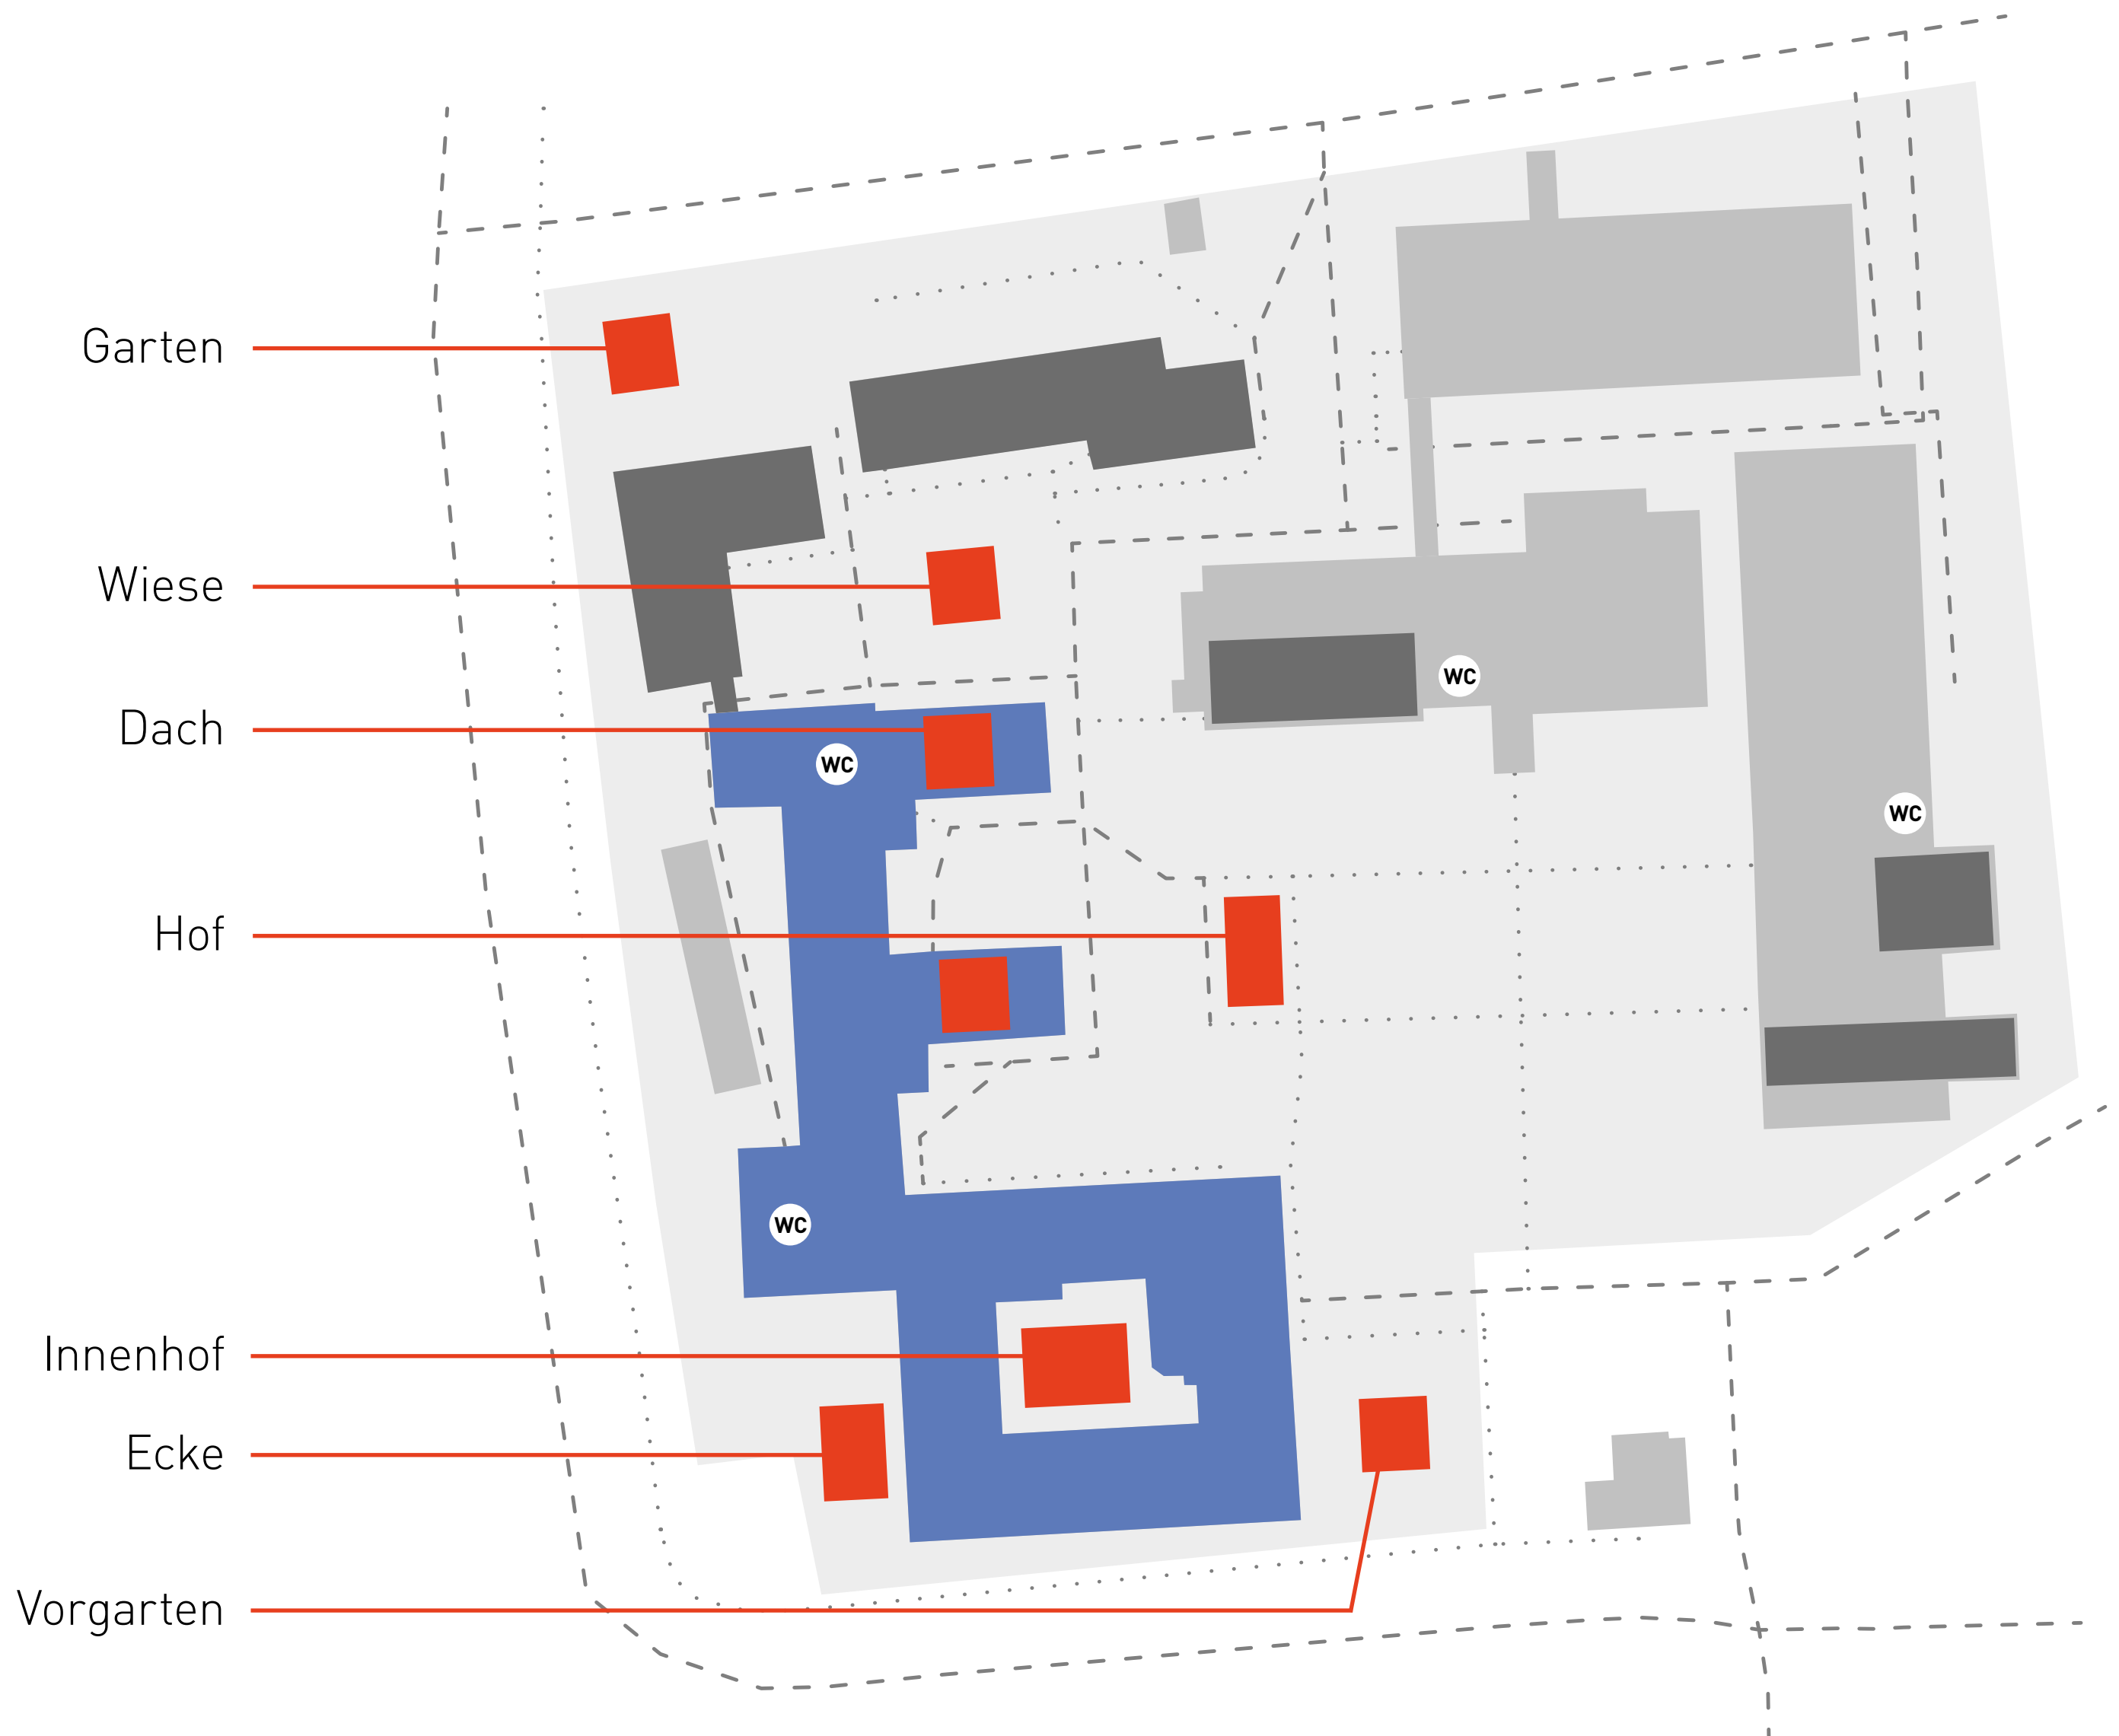 Garten
Wiese
WC
Dach
WC
WC
Hof
WC
Innenhof
Ecke
Vorgarten